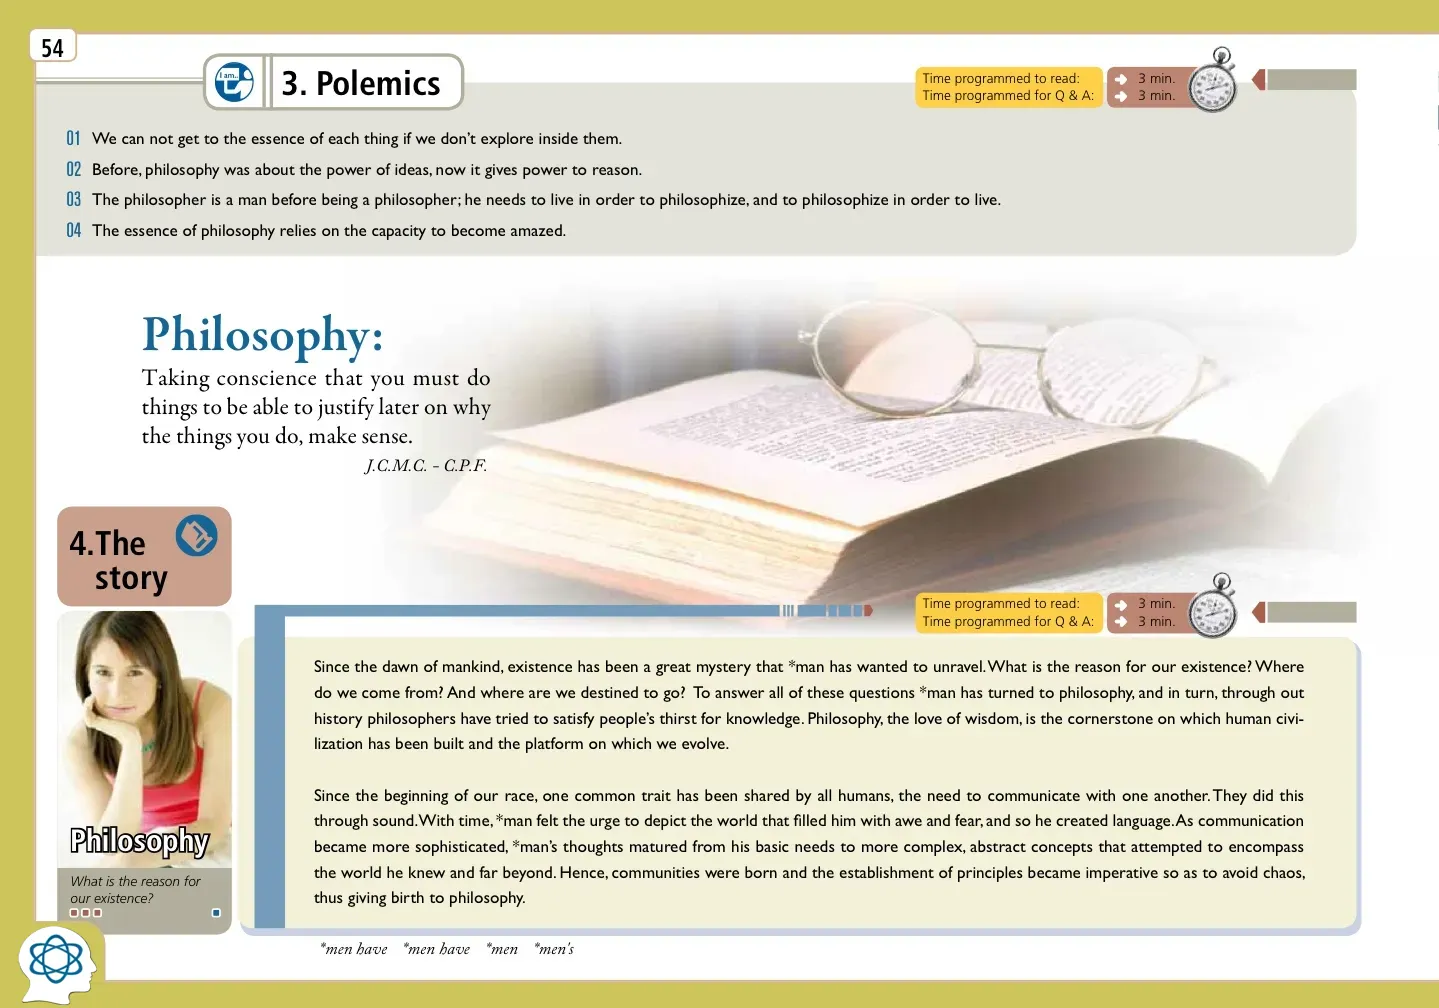 54
I am...
3. Polemics
Time programmed to read: 3 min.
Time programmed for Q & A: 3 min.
01 We can not get to the essence of each thing if we don't explore inside them.
02 Before, philosophy was about the power of ideas, now it gives power to reason.
03 The philosopher is a man before being a philosopher; he needs to live in order to philosophize, and to philosophize in order to live.
04 The essence of philosophy relies on the capacity to become amazed.
Philosophy:
Taking conscience that you must do
things to be able to justify later on why
the things you do, make sense.
J.C.M.C. - C.P.F.
4.The
story
Time programmed to read: 3 min.
Time programmed for Q & A: 3 min.
Philosophy
What is the reason for
our existence?
Since the dawn of mankind, existence has been a great mystery that *man has wanted to unravel. What is the reason for our existence? Where
do we come from? And where are we destined to go? To answer all of these questions *man has turned to philosophy, and in turn, through out
history philosophers have tried to satisfy people's thirst for knowledge. Philosophy, the love of wisdom, is the cornerstone on which human civi-
lization has been built and the platform on which we evolve.
Since the beginning of our race, one common trait has been shared by all humans, the need to communicate with one another. They did this
through sound. With time, *man felt the urge to depict the world that filled him with awe and fear, and so he created language. As communication
became more sophisticated, *man's thoughts matured from his basic needs to more complex, abstract concepts that attempted to encompass
the world he knew and far beyond. Hence, communities were born and the establishment of principles became imperative so as to avoid chaos,
thus giving birth to philosophy.
*men have *men have *men *men's